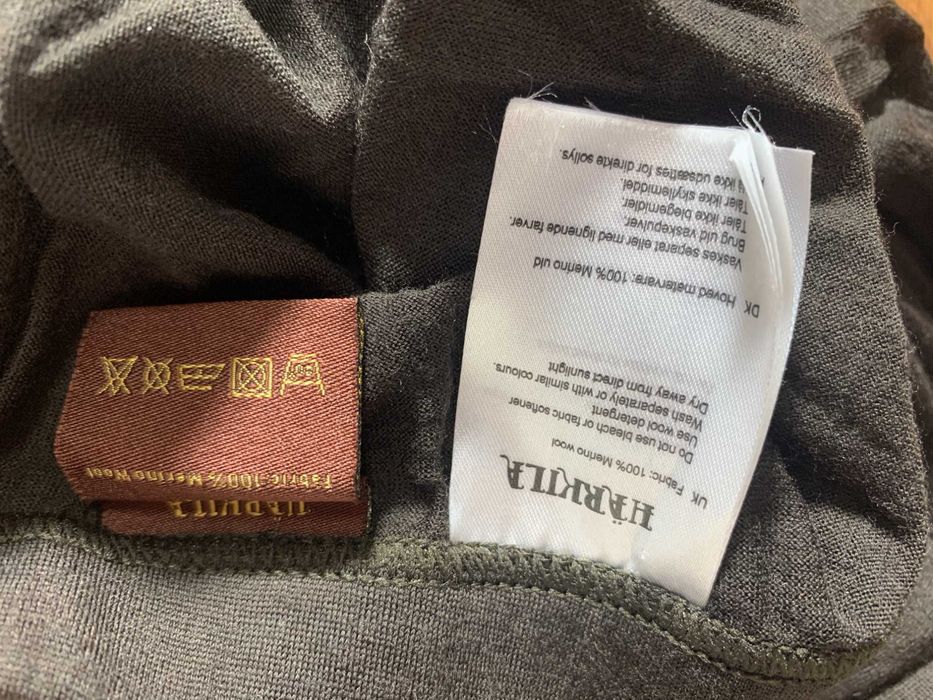 HÄRKILA
Fabric: 100% Merino Wool
30
HÄRKILA
UK Fabric: 100% Merino wool
Do not use bleach or fabric softener
Use wool detergent
Wash separately or with similar colours.
Dry away from direct sunlight
DK Hoved metervare: 100% Merino uld
Vaskes separat eller med lignende farver.
Brug uld vaskepulver.
Tåler ikke blegemidler.
Tåler ikke skyllemiddel.
Må ikke udsættes for direkte sollys.